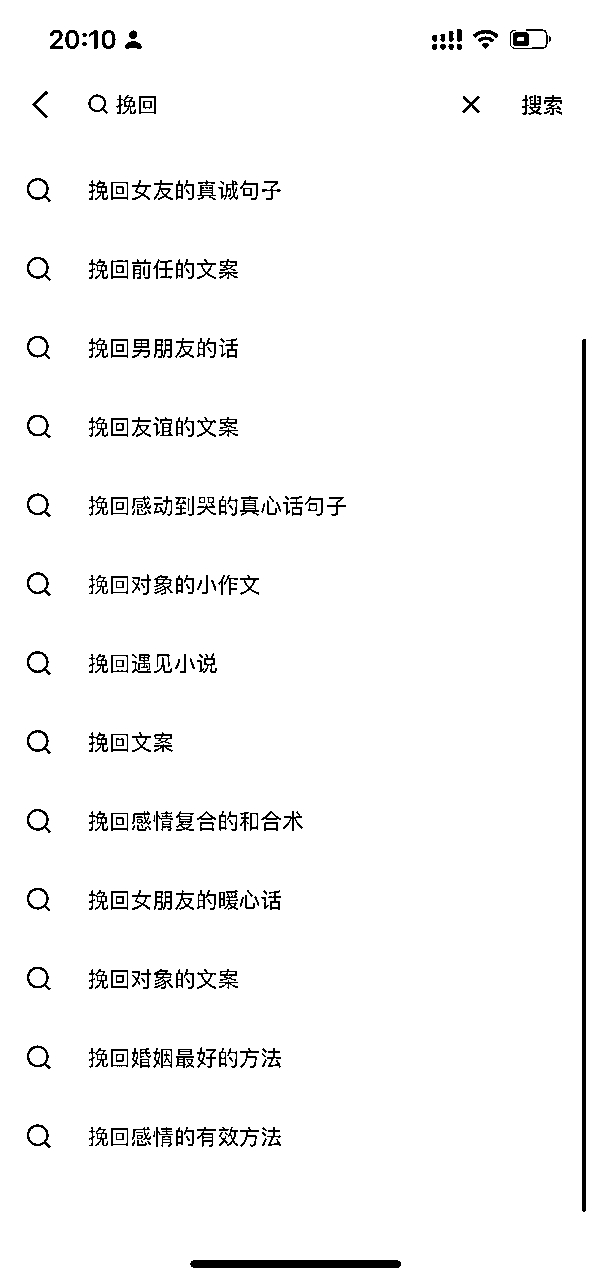 20:10
挽回 搜索
挽回女友的真诚句子
挽回前任的文案
挽回男朋友的话
挽回友谊的文案
挽回感动到哭的真心话句子
挽回对象的小作文
挽回遇见小说
挽回文案
挽回感情复合的和合术
挽回女朋友的暖心话
挽回对象的文案
挽回婚姻最好的方法
挽回感情的有效方法